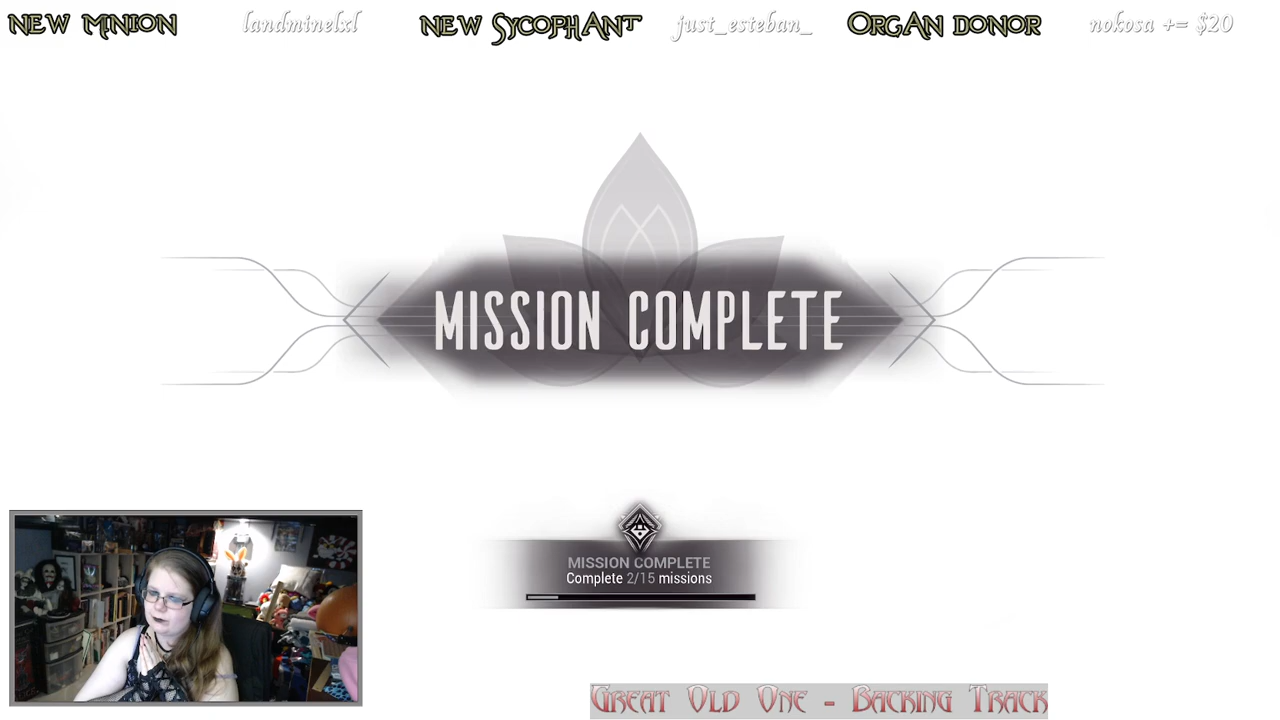 New Minion landminelxl New Sycophant just_esteban_ Organ Donor nokosa += $20
MISSION COMPLETE
MISSION COMPLETE
Complete 2/15 missions
Great Old One - Backing Track